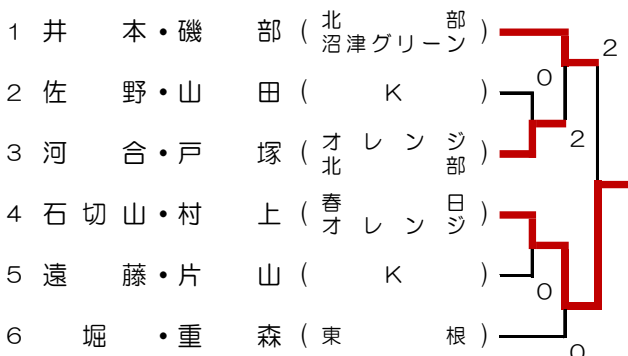 1 井本・磯部 ( 北部 沼津グリーン ) 2
2 佐野・山田 ( K ) 0
3 河合・戸塚 ( オレンジ 北部 ) 2
4 石切山・村上 ( 春日 オレンジ )
5 遠藤・片山 ( K ) 0
6 堀・重森 ( 東根 ) 0